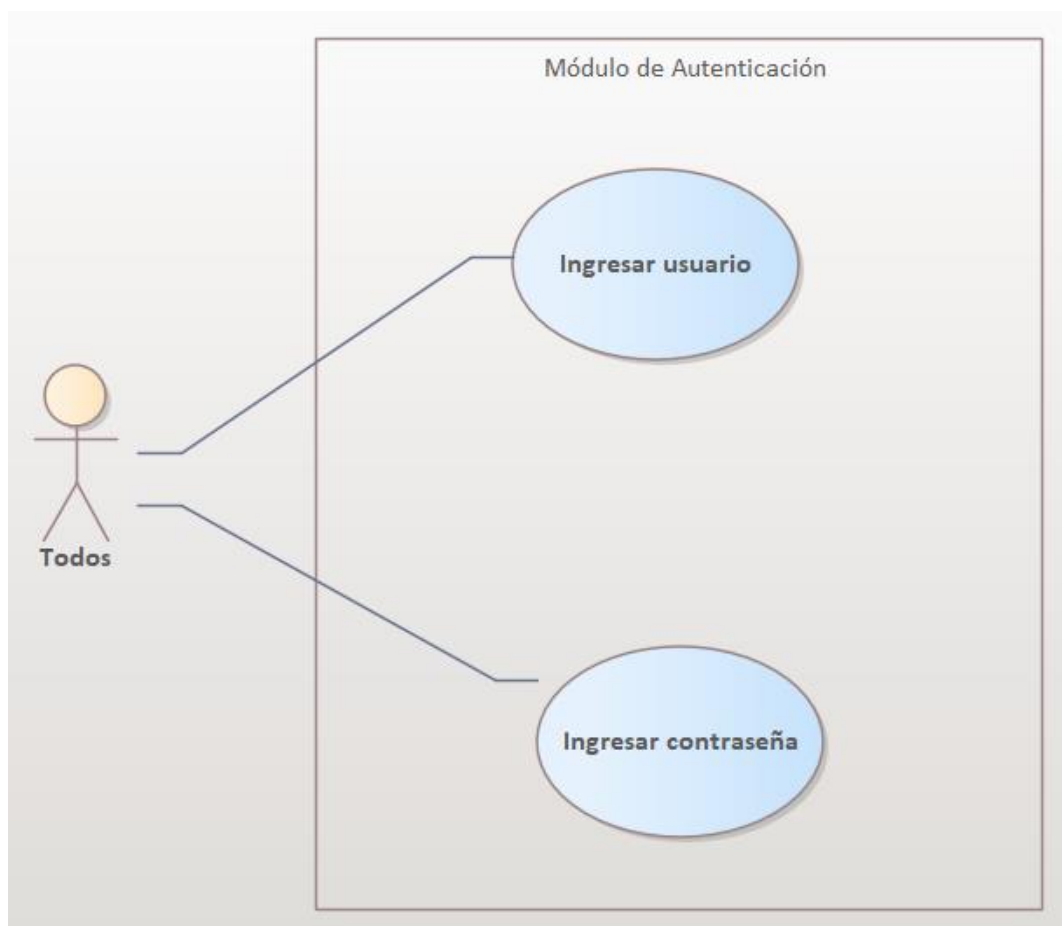 Módulo de Autenticación
Ingresar usuario
Todos
Ingresar contraseña